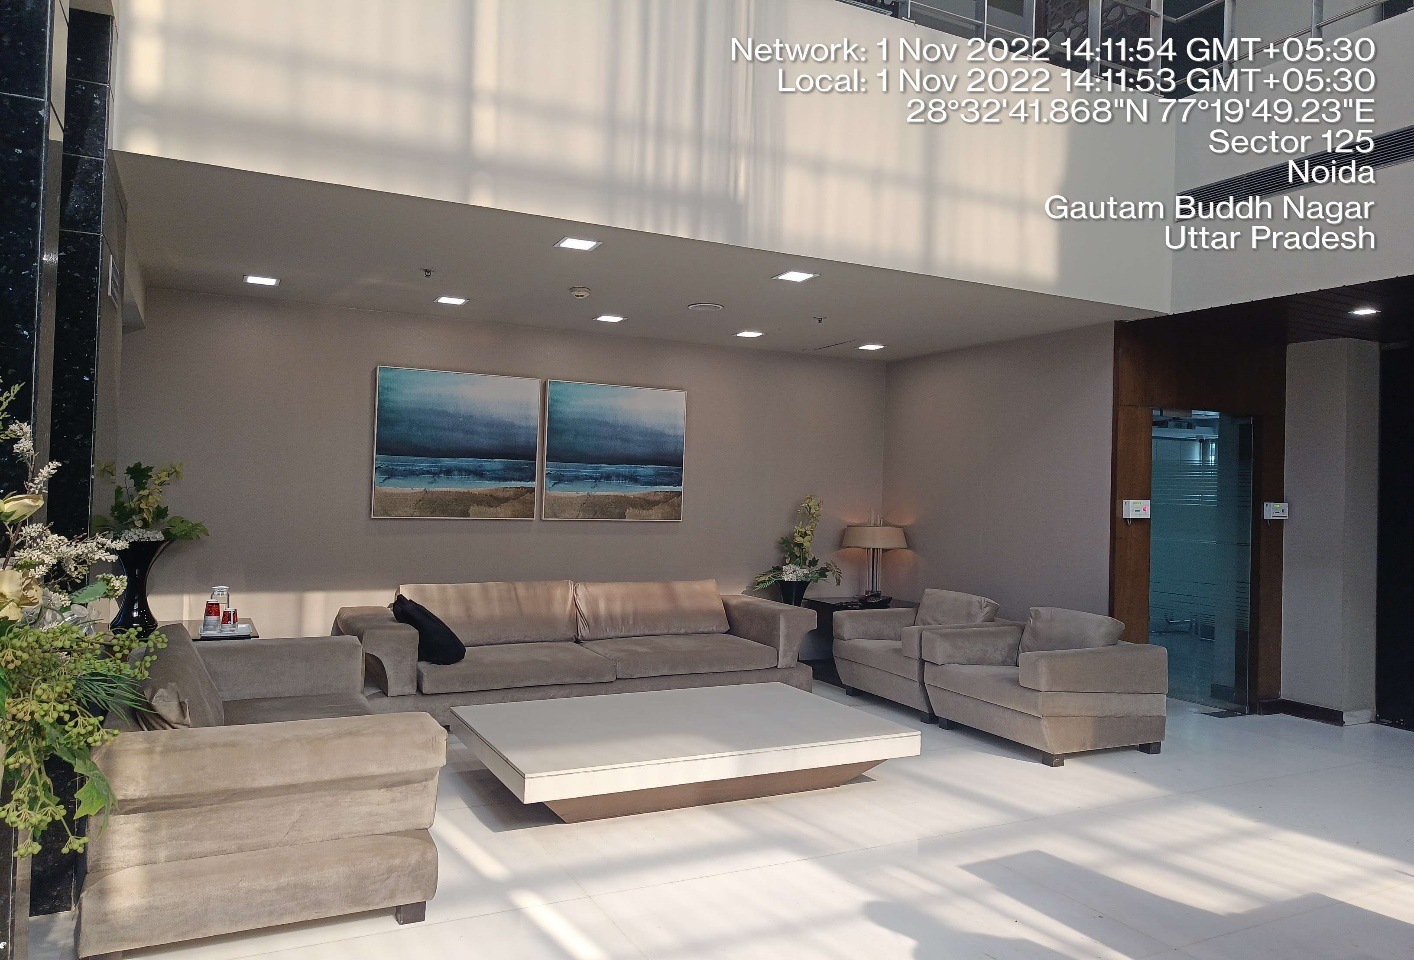 Network: 1 Nov 2022 14:11:54 GMT+05:30
Local: 1 Nov 2022 14:11:53 GMT+05:30
28°32'41.868"N 77°19'49.23"E
Sector 125
Noida
Gautam Buddh Nagar
Uttar Pradesh